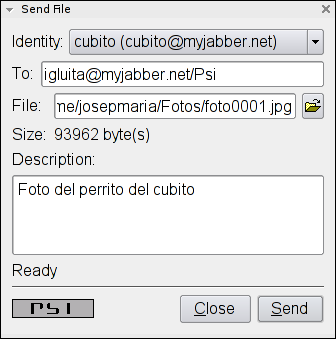 Send File
Identity: cubito (cubito@myjabber.net)
To: igluita@myjabber.net/Psi
File: me/josepmaria/Fotos/foto0001.jpg
Size: 93962 byte(s)
Description:
Foto del perrito del cubito
Ready
PSI Close Send